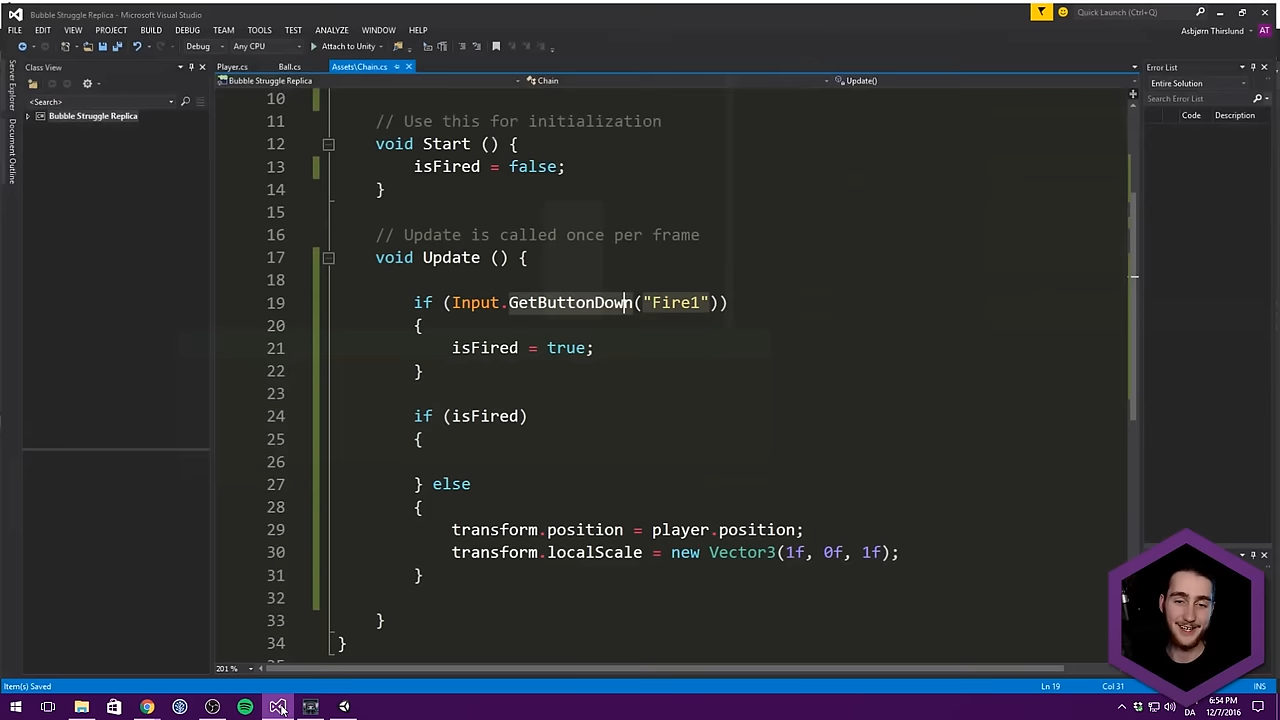 Bubble Struggle Replica - Microsoft Visual Studio
Quick Launch (Ctrl+Q)
FILE EDIT VIEW PROJECT BUILD DEBUG TEAM TOOLS TEST ANALYZE WINDOW HELP
Asbjørn Thirslund AT
Debug Any CPU Attach to Unity
Server Explorer
Document Outline
Class View
Player.cs Ball.cs Assets\Chain.cs
Error List
Bubble Struggle Replica Chain Update()
Entire Solution
<Search>
Search Error List
Bubble Struggle Replica
Code Description
10
11 // Use this for initialization
12 void Start () {
13 isFired = false;
14 }
15
16 // Update is called once per frame
17 void Update () {
18
19 if (Input.GetButtonDown("Fire1"))
20 {
21 isFired = true;
22 }
23
24 if (isFired)
25 {
26
27 } else
28 {
29 transform.position = player.position;
30 transform.localScale = new Vector3(1f, 0f, 1f);
31 }
32
33 }
34 }
201 %
Item(s) Saved Ln 19 Col 31 INS
6:54 PM
DA 12/7/2016